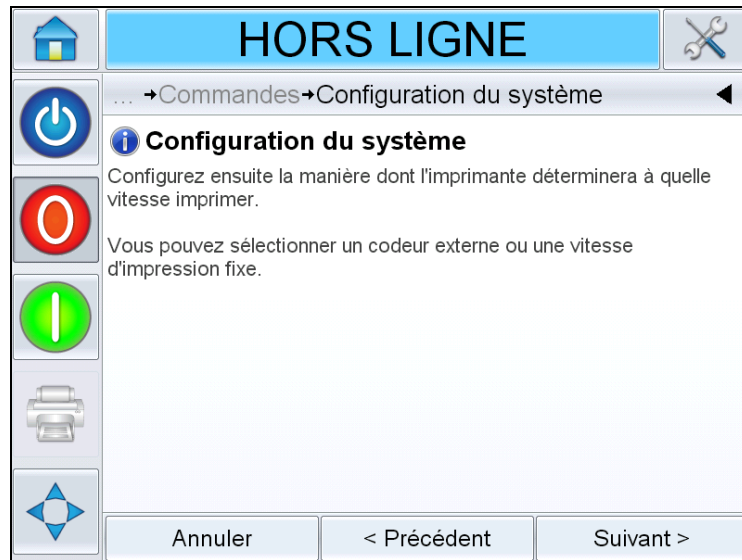 HORS LIGNE
... →Commandes→Configuration du système
Configuration du système
Configurez ensuite la manière dont l'imprimante déterminera à quelle
vitesse imprimer.
Vous pouvez sélectionner un codeur externe ou une vitesse
d'impression fixe.
Annuler
< Précédent
Suivant >